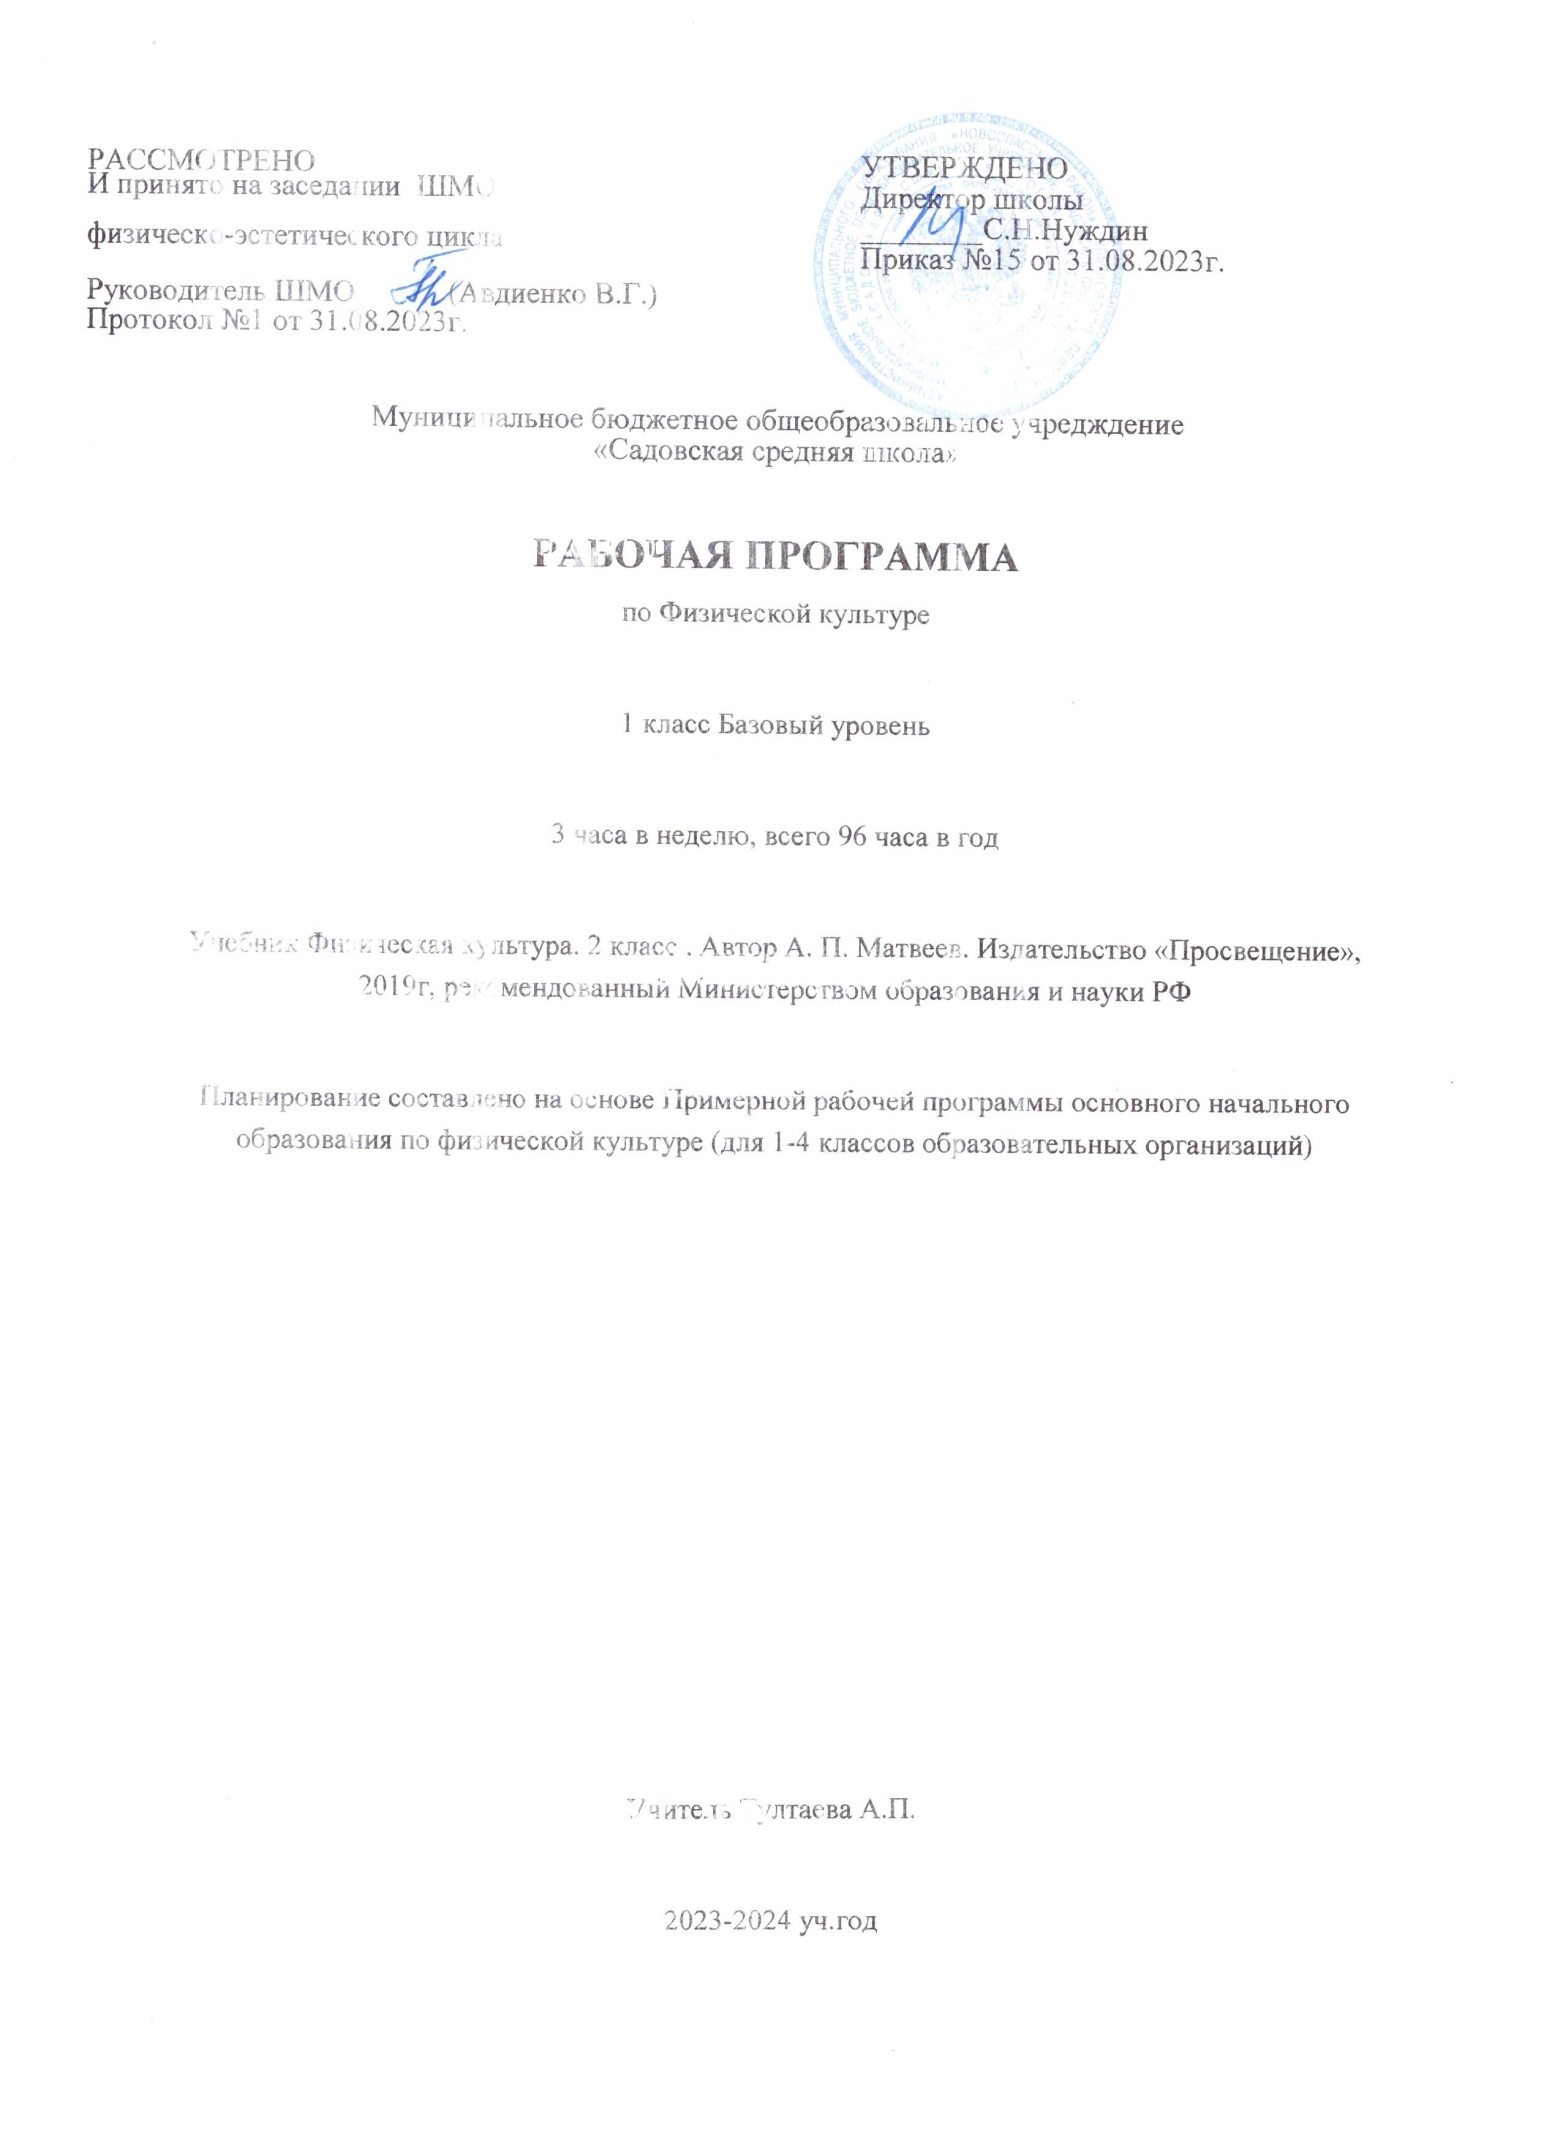 РАССМОТРЕНО
И принято на заседании ШМО
физическо-эстетического цикла
Руководитель ШМО (Авдиенко В.Г.)
Протокол №1 от 31.08.2023г.
УТВЕРЖДЕНО
Директор школы
________С.Н.Нуждин
Приказ №15 от 31.08.2023г.
Муниципальное бюджетное общеобразовальное учредждение
«Садовская средняя школа»
РАБОЧАЯ ПРОГРАММА
по Физической культуре
1 класс Базовый уровень
3 часа в неделю, всего 96 часа в год
Учебник Физическая культура. 2 класс . Автор А. П. Матвеев. Издательство «Просвещение»,
2019г, рекомендованный Министерством образования и науки РФ
Планирование составлено на основе Примерной рабочей программы основного начального
образования по физической культуре (для 1-4 классов образовательных организаций)
Учитель Тултаева А.П.
2023-2024 уч.год